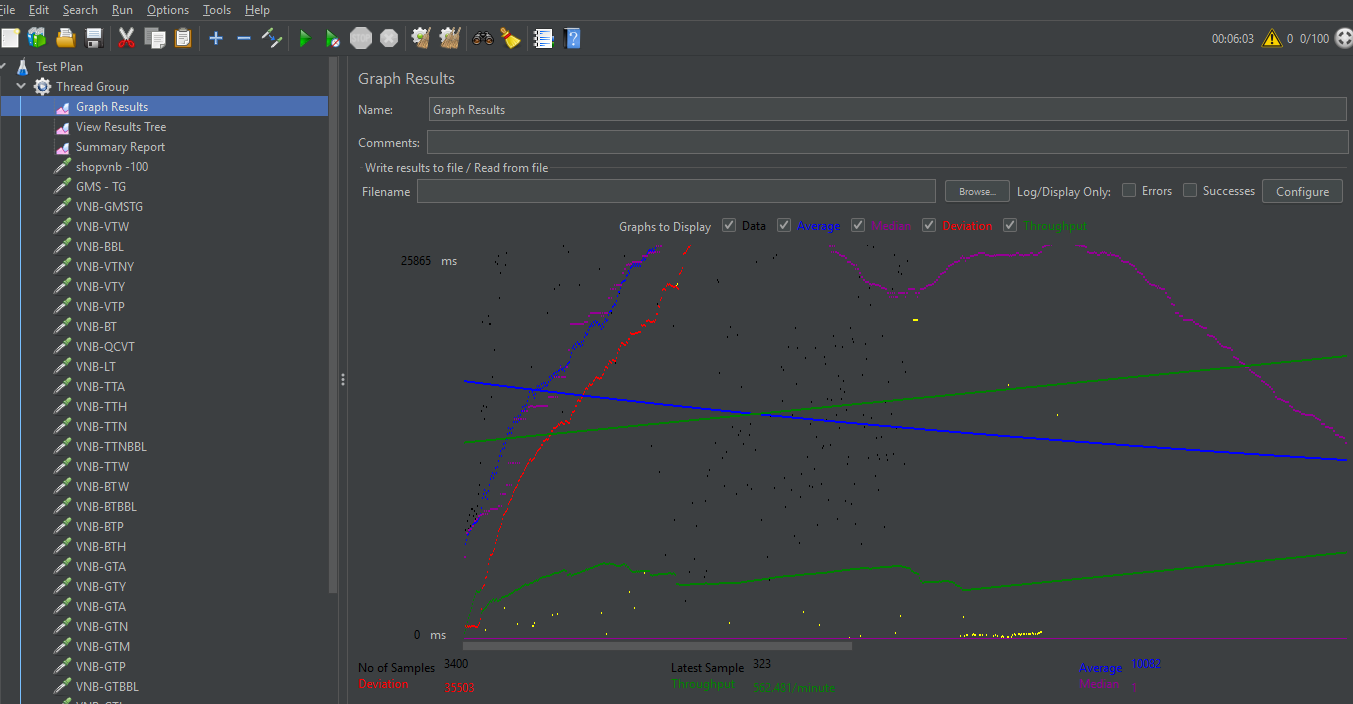 File Edit Search Run Options Tools Help
00:06:03 0 0/100
Test Plan
Thread Group
Graph Results
View Results Tree
Summary Report
shopvnb -100
GMS - TG
VNB-GMSTG
VNB-VTW
VNB-BBL
VNB-VTNY
VNB-VTY
VNB-VTP
VNB-BT
VNB-QCVT
VNB-LT
VNB-TTA
VNB-TTH
VNB-TTN
VNB-TTNBBL
VNB-TTW
VNB-BTW
VNB-BTBBL
VNB-BTP
VNB-BTH
VNB-GTA
VNB-GTY
VNB-GTA
VNB-GTN
VNB-GTM
VNB-GTP
VNB-GTBBL
Graph Results
Name: Graph Results
Comments:
Write results to file / Read from file
Filename Browse... Log/Display Only: Errors Successes Configure
Graphs to Display Data Average Median Deviation Throughput
25865 ms
0 ms
No of Samples 3400 Latest Sample 323 Average 10082
Deviation 35503 Throughput 562.481/minute Median